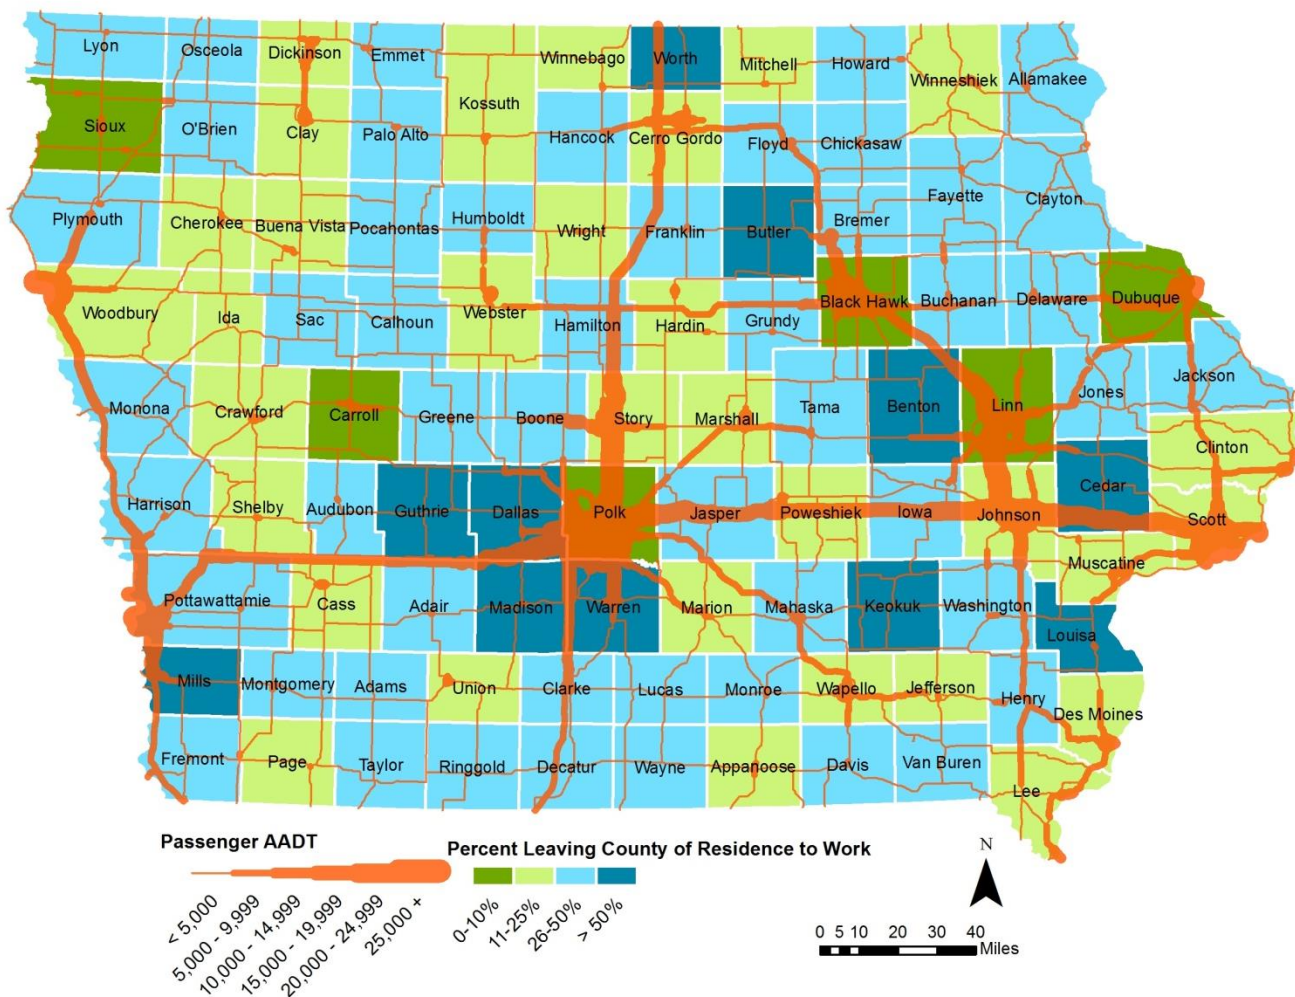 Lyon
Osceola
Dickinson
Emmet
Winnebago
Worth
Mitchell
Howard
Winneshiek
Allamakee
Kossuth
Sioux
O'Brien
Clay
Palo Alto
Hancock
Cerro Gordo
Floyd
Chickasaw
Fayette
Clayton
Plymouth
Cherokee
Buena Vista
Pocahontas
Humboldt
Wright
Franklin
Butler
Bremer
Woodbury
Ida
Sac
Calhoun
Webster
Hamilton
Hardin
Grundy
Black Hawk
Buchanan
Delaware
Dubuque
Monona
Crawford
Carroll
Greene
Boone
Story
Marshall
Tama
Benton
Linn
Jones
Jackson
Clinton
Harrison
Shelby
Audubon
Guthrie
Dallas
Polk
Jasper
Poweshiek
Iowa
Johnson
Cedar
Scott
Muscatine
Pottawattamie
Cass
Adair
Madison
Warren
Marion
Mahaska
Keokuk
Washington
Louisa
Mills
Montgomery
Adams
Union
Clarke
Lucas
Monroe
Wapello
Jefferson
Henry
Des Moines
Fremont
Page
Taylor
Ringgold
Decatur
Wayne
Appanoose
Davis
Van Buren
Lee
Passenger AADT
< 5,000
5,000 - 9,999
10,000 - 14,999
15,000 - 19,999
20,000 - 24,999
25,000 +
Percent Leaving County of Residence to Work
0-10%
11-25%
26-50%
> 50%
N
0 5 10 20 30 40
Miles